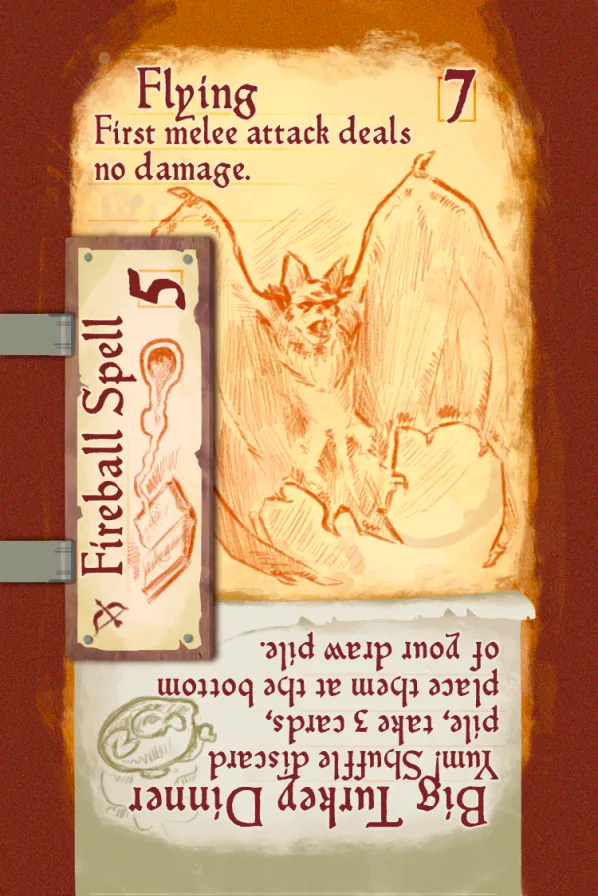 Flying
7
First melee attack deals
no damage.
Fireball Spell 5
Big Turkey Dinner
Yum! Shuffle discard
pile, take 3 cards,
place them at the bottom
of your draw pile.